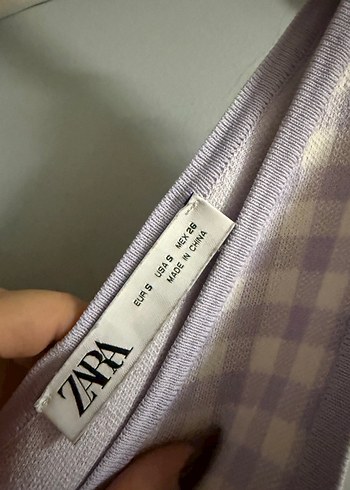 ZARA
EUR S USA S MEX 26
MADE IN CHINA